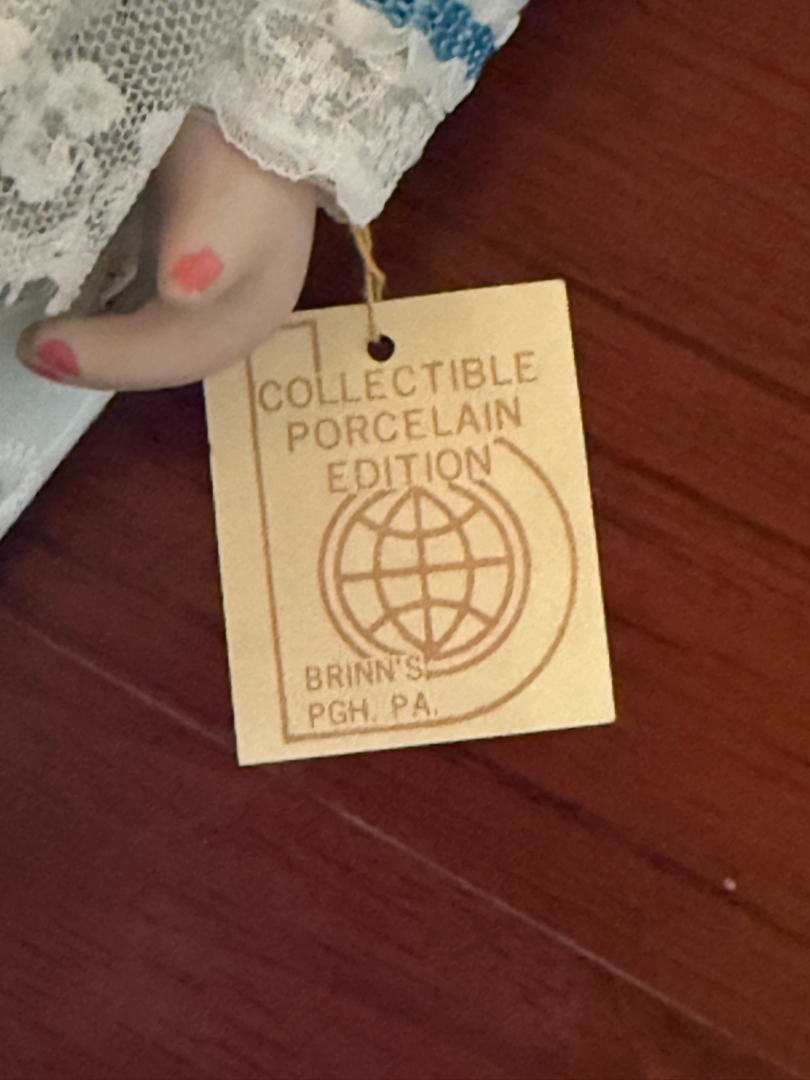 COLLECTIBLE
PORCELAIN
EDITION
BRINN'S
PGH. PA.